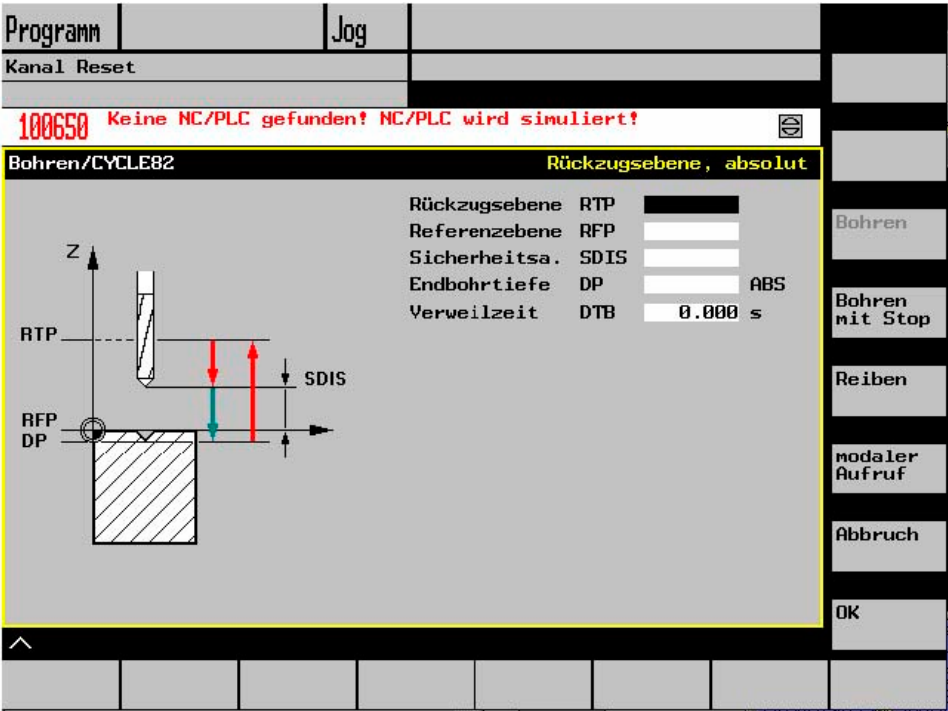 Programm
Jog
Kanal Reset
100650 Keine NC/PLC gefunden! NC/PLC wird simuliert!
Bohren/CYCLE82 Rückzugsebene, absolut
Rückzugsebene RTP
Referenzebene RFP
Sicherheitsa. SDIS
Endbohrtiefe DP ABS
Verweilzeit DTB 0.000 s
Z
RTP
SDIS
RFP
DP
Bohren
Bohren
mit Stop
Reiben
modaler
Aufruf
Abbruch
OK